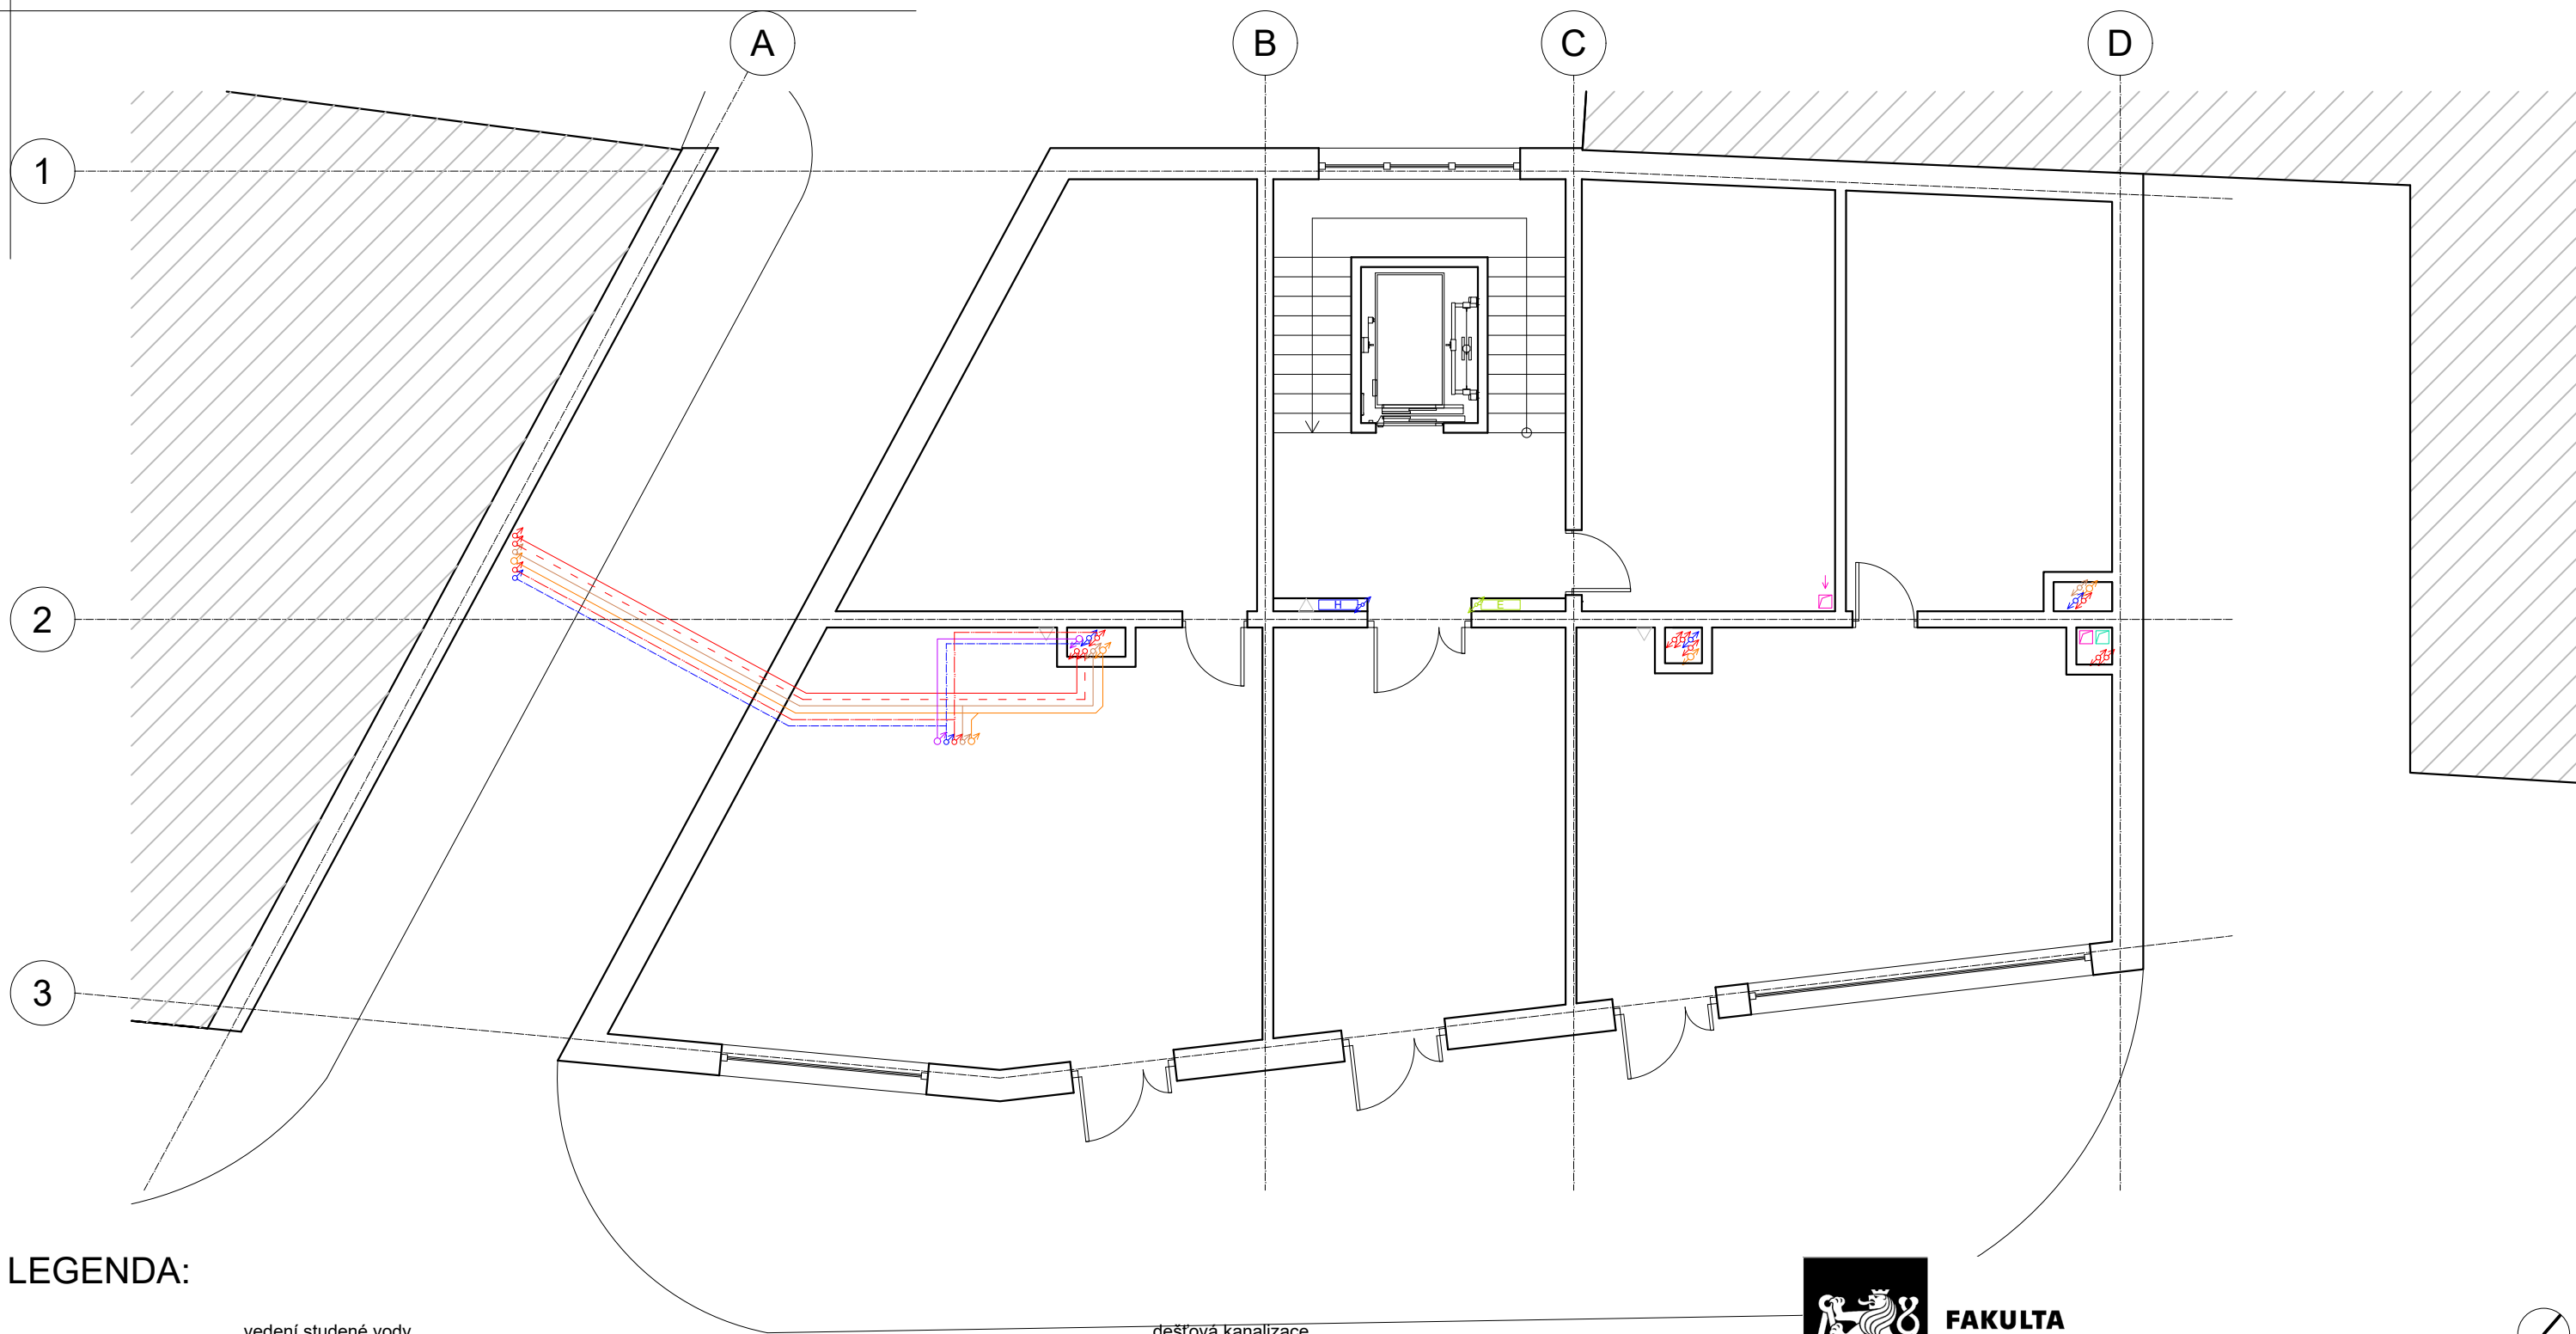 A B C D
1
H E
2
3
LEGENDA:
FAKULTA
vedení studené vody
dešťová kanalizace